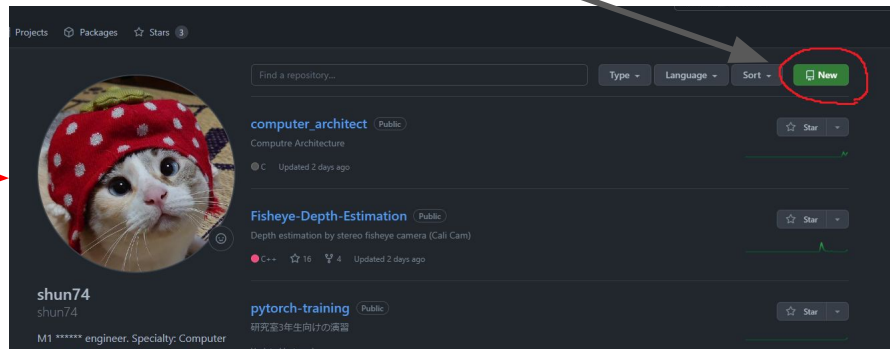 Projects Packages Stars 3
Find a repository... Type Language Sort New
computer_architect Public
Computre Architecture
C Updated 2 days ago
Star
Fisheye-Depth-Estimation Public
Depth estimation by stereo fisheye camera (Cali Cam)
C++ 16 4 Updated 2 days ago
Star
shun74
shun74
M1 ****** engineer. Specialty: Computer
pytorch-training Public
研究室3年生向けの演習
Star